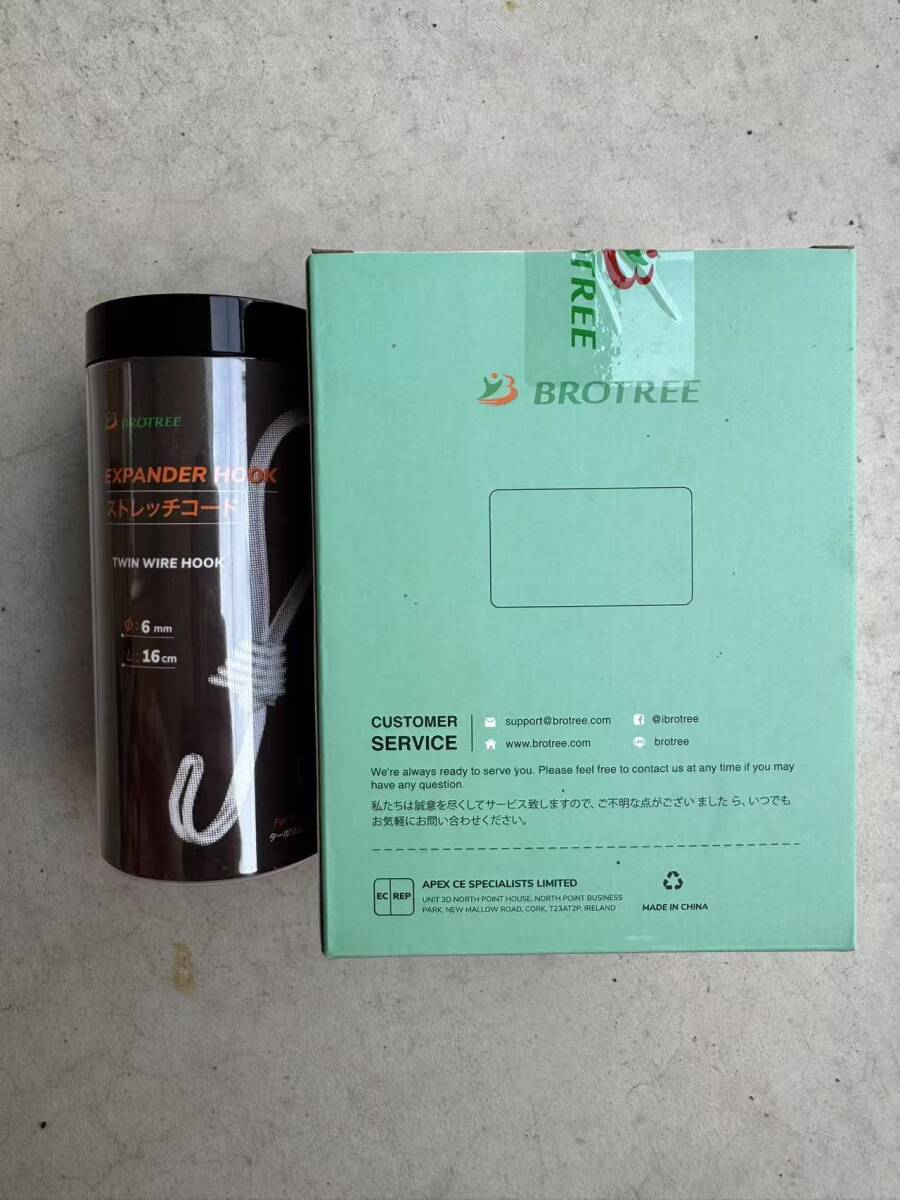 BROTREE
EXPANDER HOOK
ストレッチコード
TWIN WIRE HOOK
Φ: 6 mm
L: 16 cm
For
TREE
BROTREE
CUSTOMER
SERVICE
support@brotree.com
@ibrotree
www.brotree.com
brotree
We're always ready to serve you. Please feel free to contact us at any time if you may
have any question.
私たちは誠意を尽くしてサービス致しますので、ご不明な点がござい ました ら、いつでも
お気軽にお問い合わせください。
EC REP
APEX CE SPECIALISTS LIMITED
UNIT 3D NORTH POINT HOUSE, NORTH POINT BUSINESS
PARK, NEW MALLOW ROAD, CORK, T23AT2P, IRELAND
MADE IN CHINA